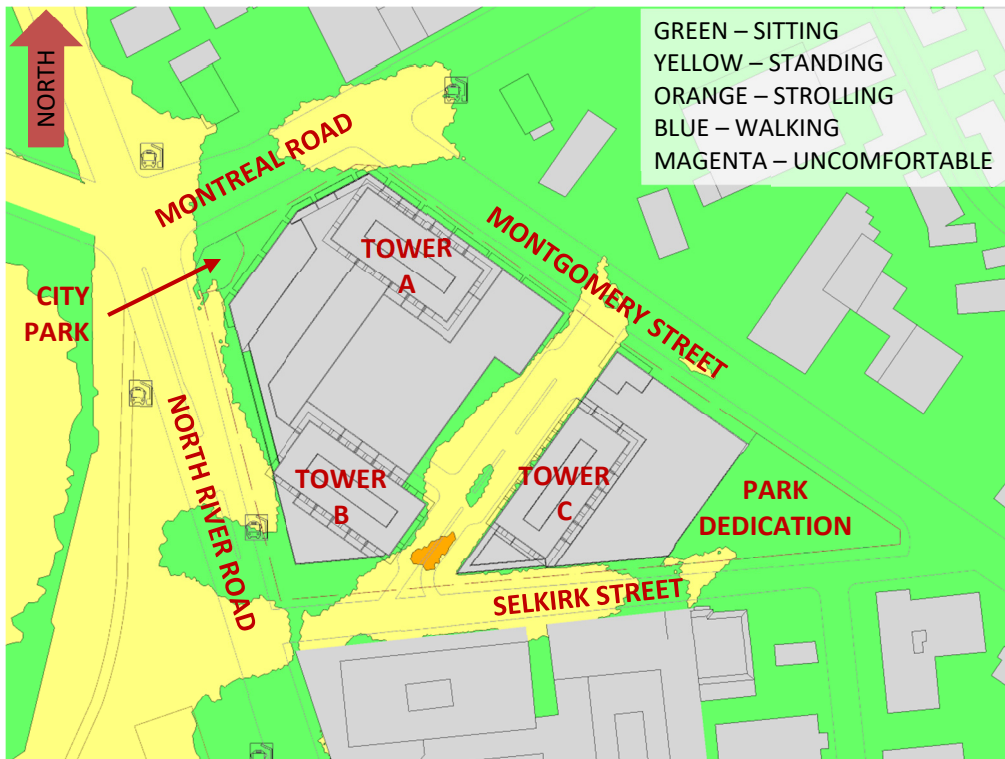 NORTH
GREEN – SITTING
YELLOW – STANDING
ORANGE – STROLLING
BLUE – WALKING
MAGENTA – UNCOMFORTABLE
MONTREAL ROAD
TOWER
A
MONTGOMERY STREET
CITY
PARK
NORTH RIVER ROAD
TOWER
B
TOWER
C
PARK
DEDICATION
SELKIRK STREET